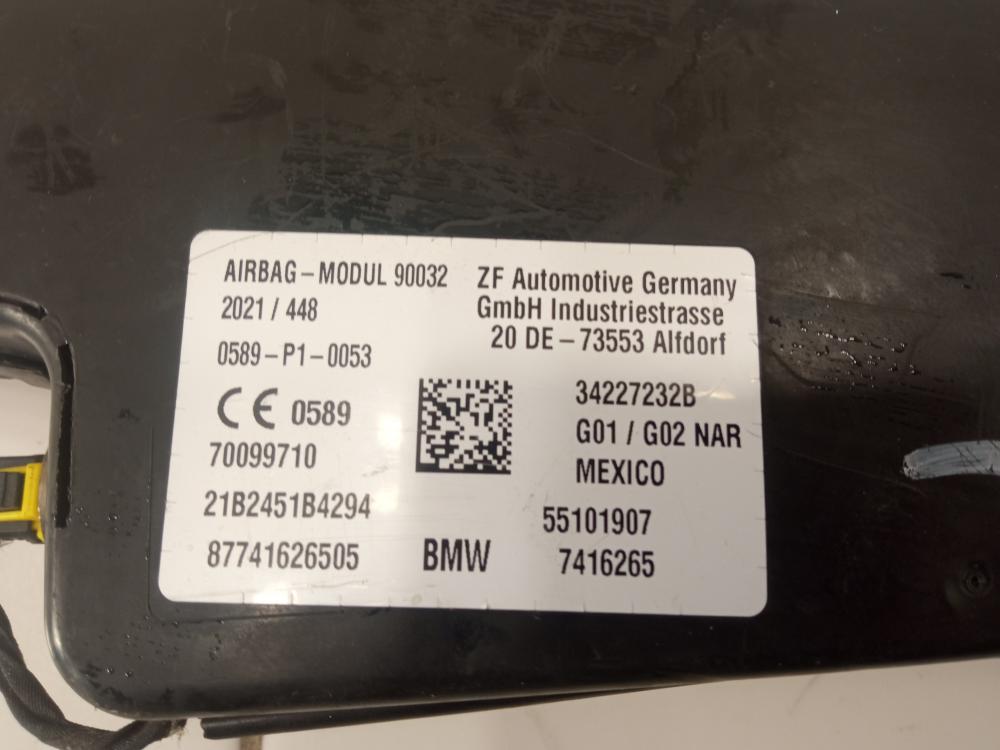 AIRBAG-MODUL 90032
2021 / 448
0589-P1-0053
CE 0589
70099710
21B2451B4294
87741626505
ZF Automotive Germany
GmbH Industriestrasse
20 DE-73553 Alfdorf
34227232B
G01 / G02 NAR
MEXICO
55101907
BMW 7416265